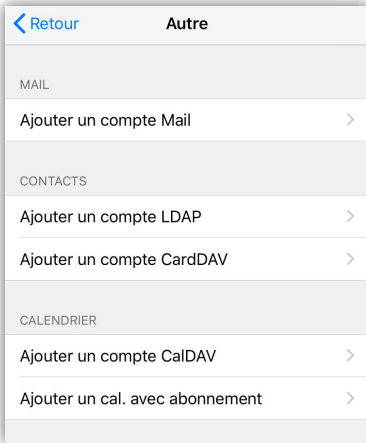 Retour
Autre
MAIL
Ajouter un compte Mail
CONTACTS
Ajouter un compte LDAP
Ajouter un compte CardDAV
CALENDRIER
Ajouter un compte CalDAV
Ajouter un cal. avec abonnement